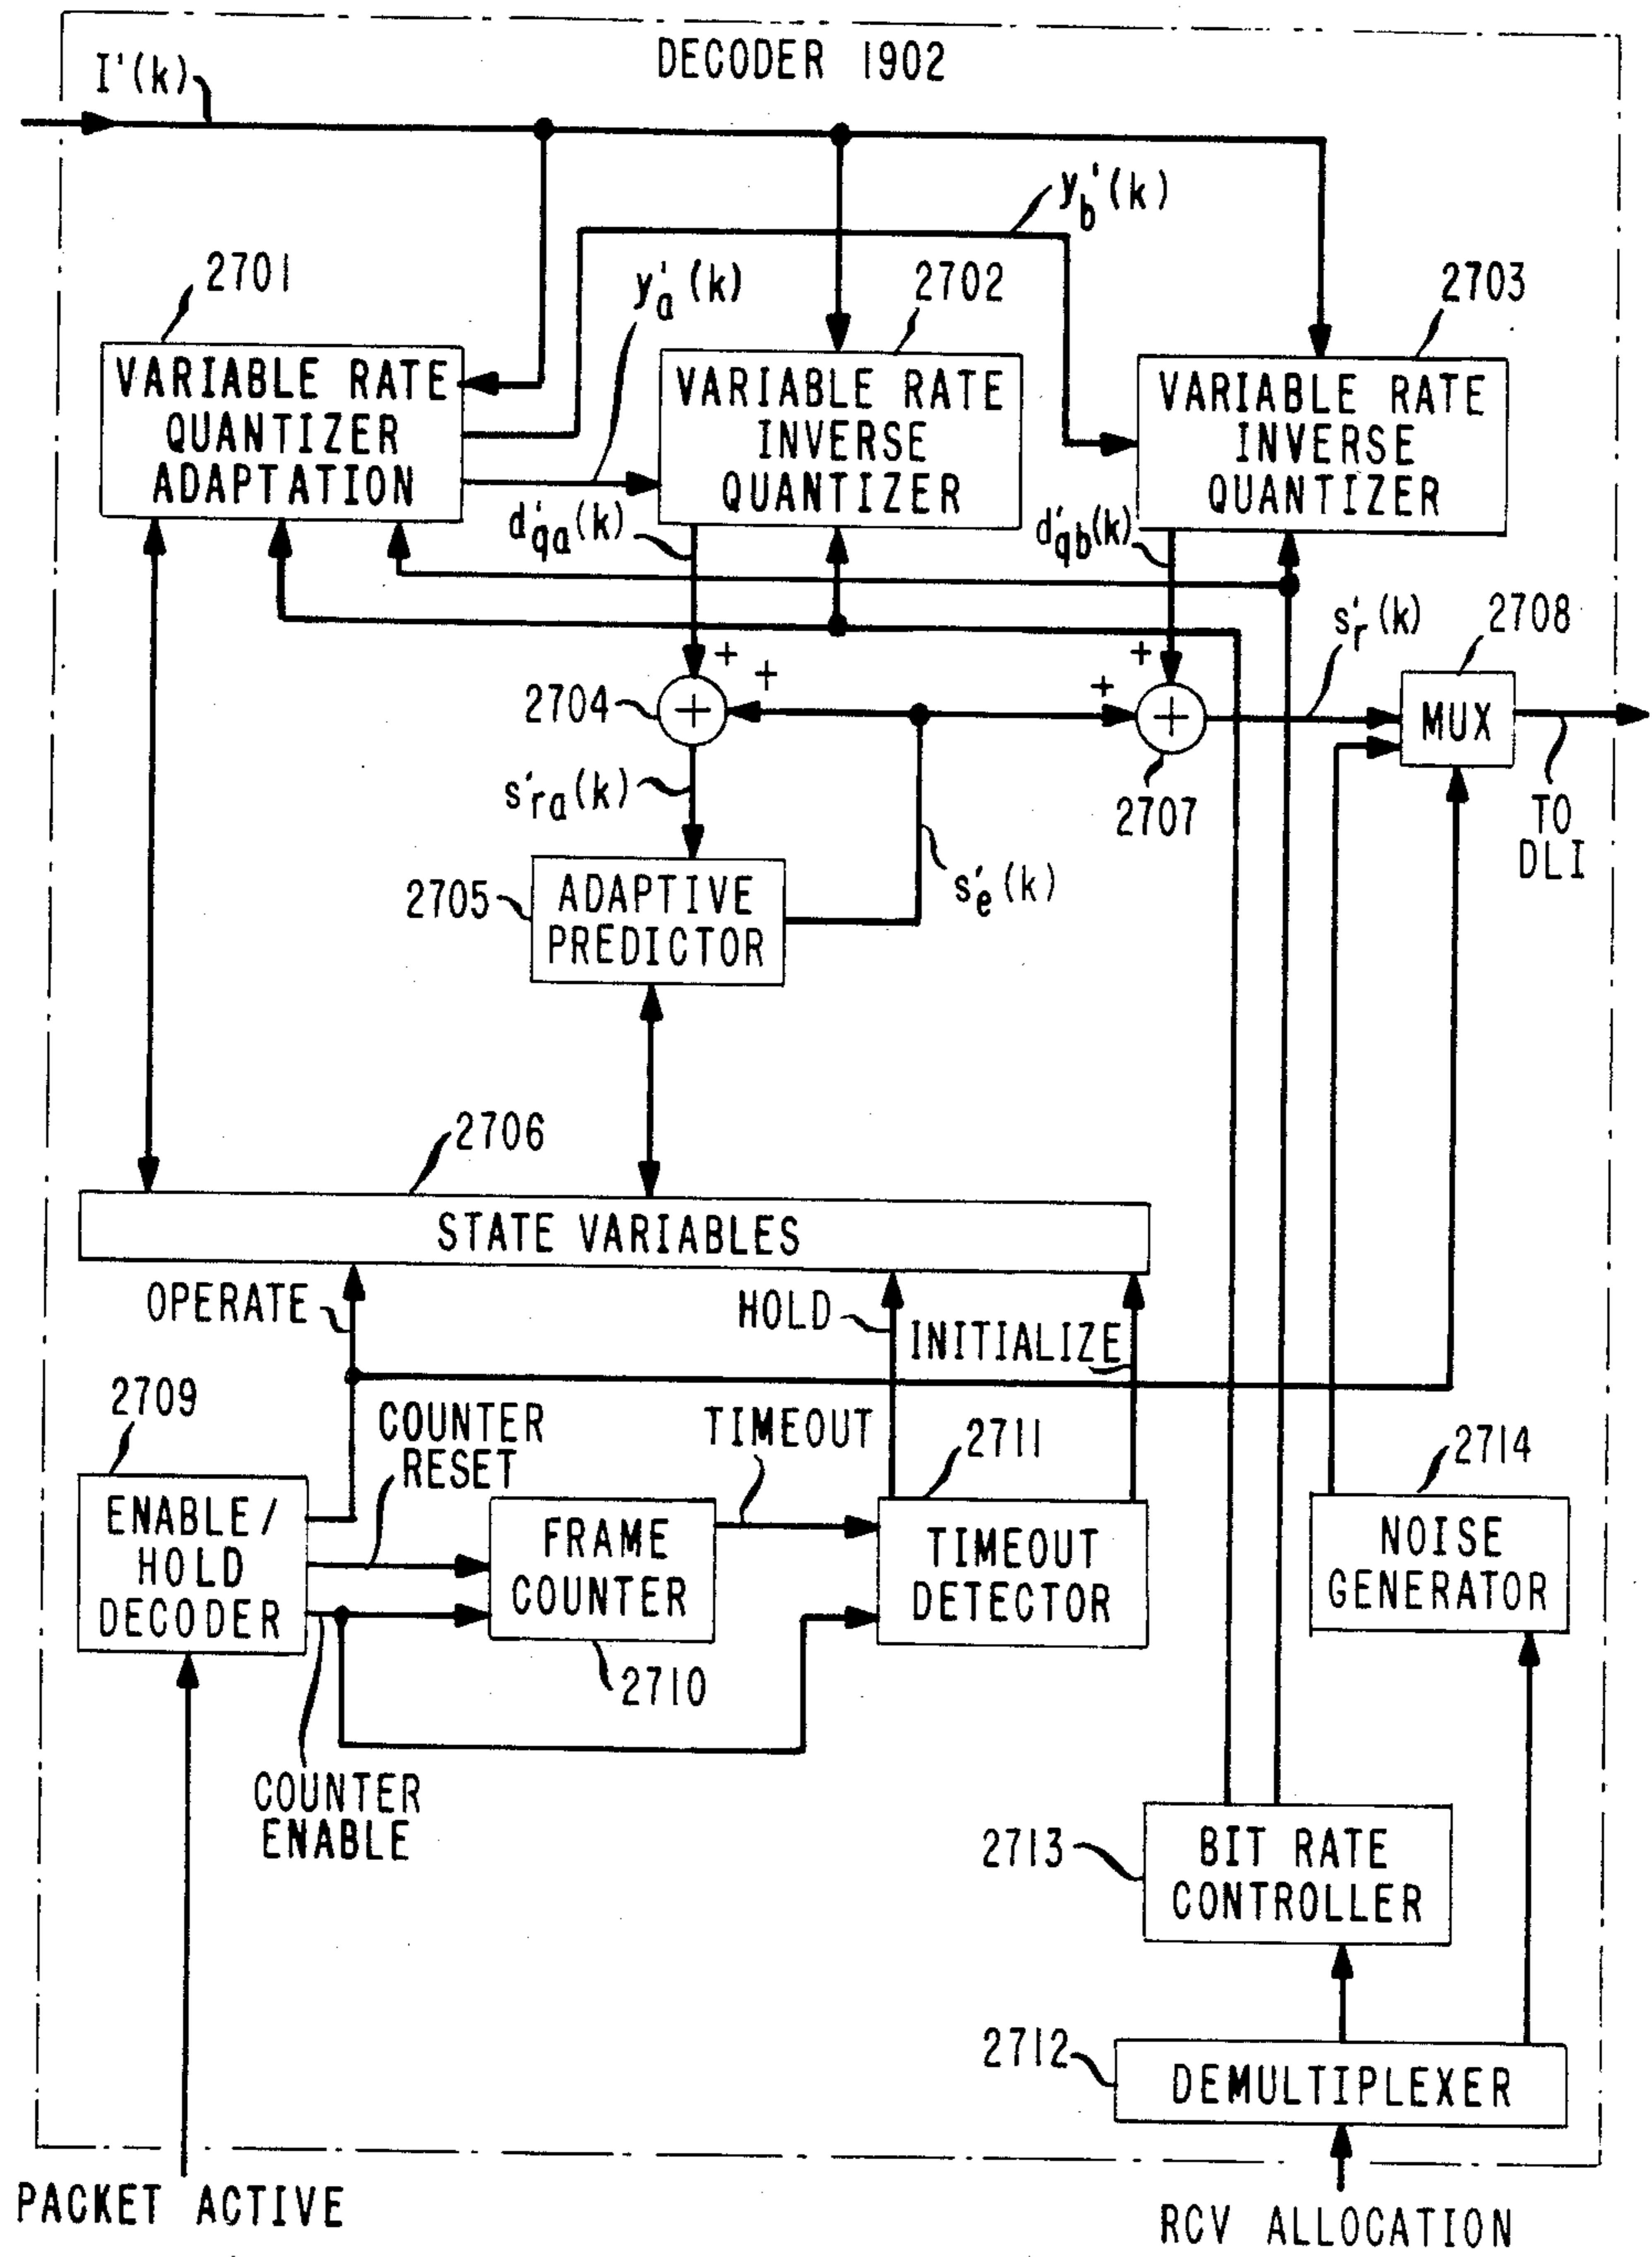 DECODER 1902
I'(k)
y'b(k)
2701
y'a(k)
2702
2703
VARIABLE RATE
QUANTIZER
ADAPTATION
VARIABLE RATE
INVERSE
QUANTIZER
VARIABLE RATE
INVERSE
QUANTIZER
d'qa(k)
d'qb(k)
s'r(k)
2708
+
+
+
+
2704
+
+
MUX
s'ra(k)
2707
TO
DLI
2705
ADAPTIVE
PREDICTOR
s'e(k)
2706
STATE VARIABLES
OPERATE
HOLD
INITIALIZE
2709
COUNTER
RESET
TIMEOUT
2711
2714
ENABLE/
HOLD
DECODER
FRAME
COUNTER
TIMEOUT
DETECTOR
NOISE
GENERATOR
2710
COUNTER
ENABLE
2713
BIT RATE
CONTROLLER
2712
DEMULTIPLEXER
PACKET ACTIVE
RCV ALLOCATION